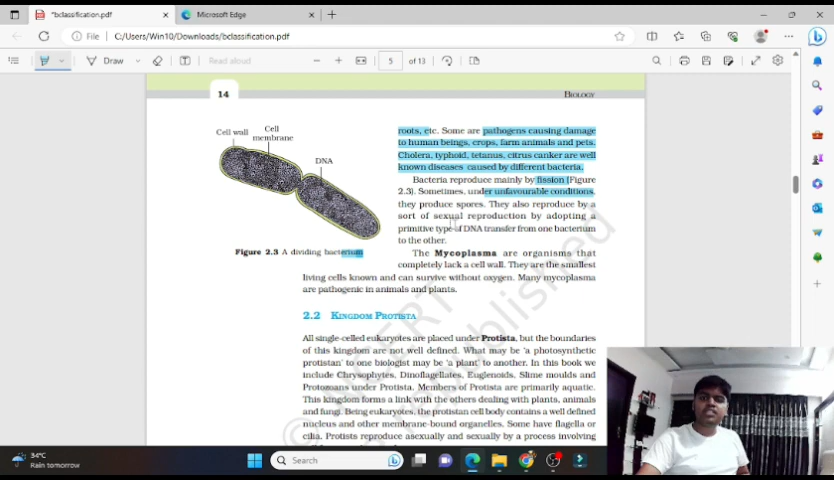 *bclassification.pdf
Microsoft Edge
File
C:/Users/Win10/Downloads/bclassification.pdf
Draw
Read aloud
5
of 13
14
BIOLOGY
Cell wall
Cell
membrane
DNA
Figure 2.3 A dividing bacterium
roots, etc. Some are pathogens causing damage
to human beings, crops, farm animals and pets.
Cholera, typhoid, tetanus, citrus canker are well
known diseases caused by different bacteria.
Bacteria reproduce mainly by fission (Figure
2.3). Sometimes, under unfavourable conditions,
they produce spores. They also reproduce by a
sort of sexual reproduction by adopting a
primitive type of DNA transfer from one bacterium
to the other.
The Mycoplasma are organisms that
completely lack a cell wall. They are the smallest
living cells known and can survive without oxygen. Many mycoplasma
are pathogenic in animals and plants.
2.2 KINGDOM PROTISTA
All single-celled eukaryotes are placed under Protista, but the boundaries
of this kingdom are not well defined. What may be 'a photosynthetic
protistan' to one biologist may be 'a plant' to another. In this book we
include Chrysophytes, Dinoflagellates, Euglenoids, Slime moulds and
Protozoans under Protista. Members of Protista are primarily aquatic.
This kingdom forms a link with the others dealing with plants, animals
and fungi. Being eukaryotes, the protistan cell body contains a well defined
nucleus and other membrane-bound organelles. Some have flagella or
cilia. Protists reproduce asexually and sexually by a process involving
© NCERT
published
34°C
Rain tomorrow
Search